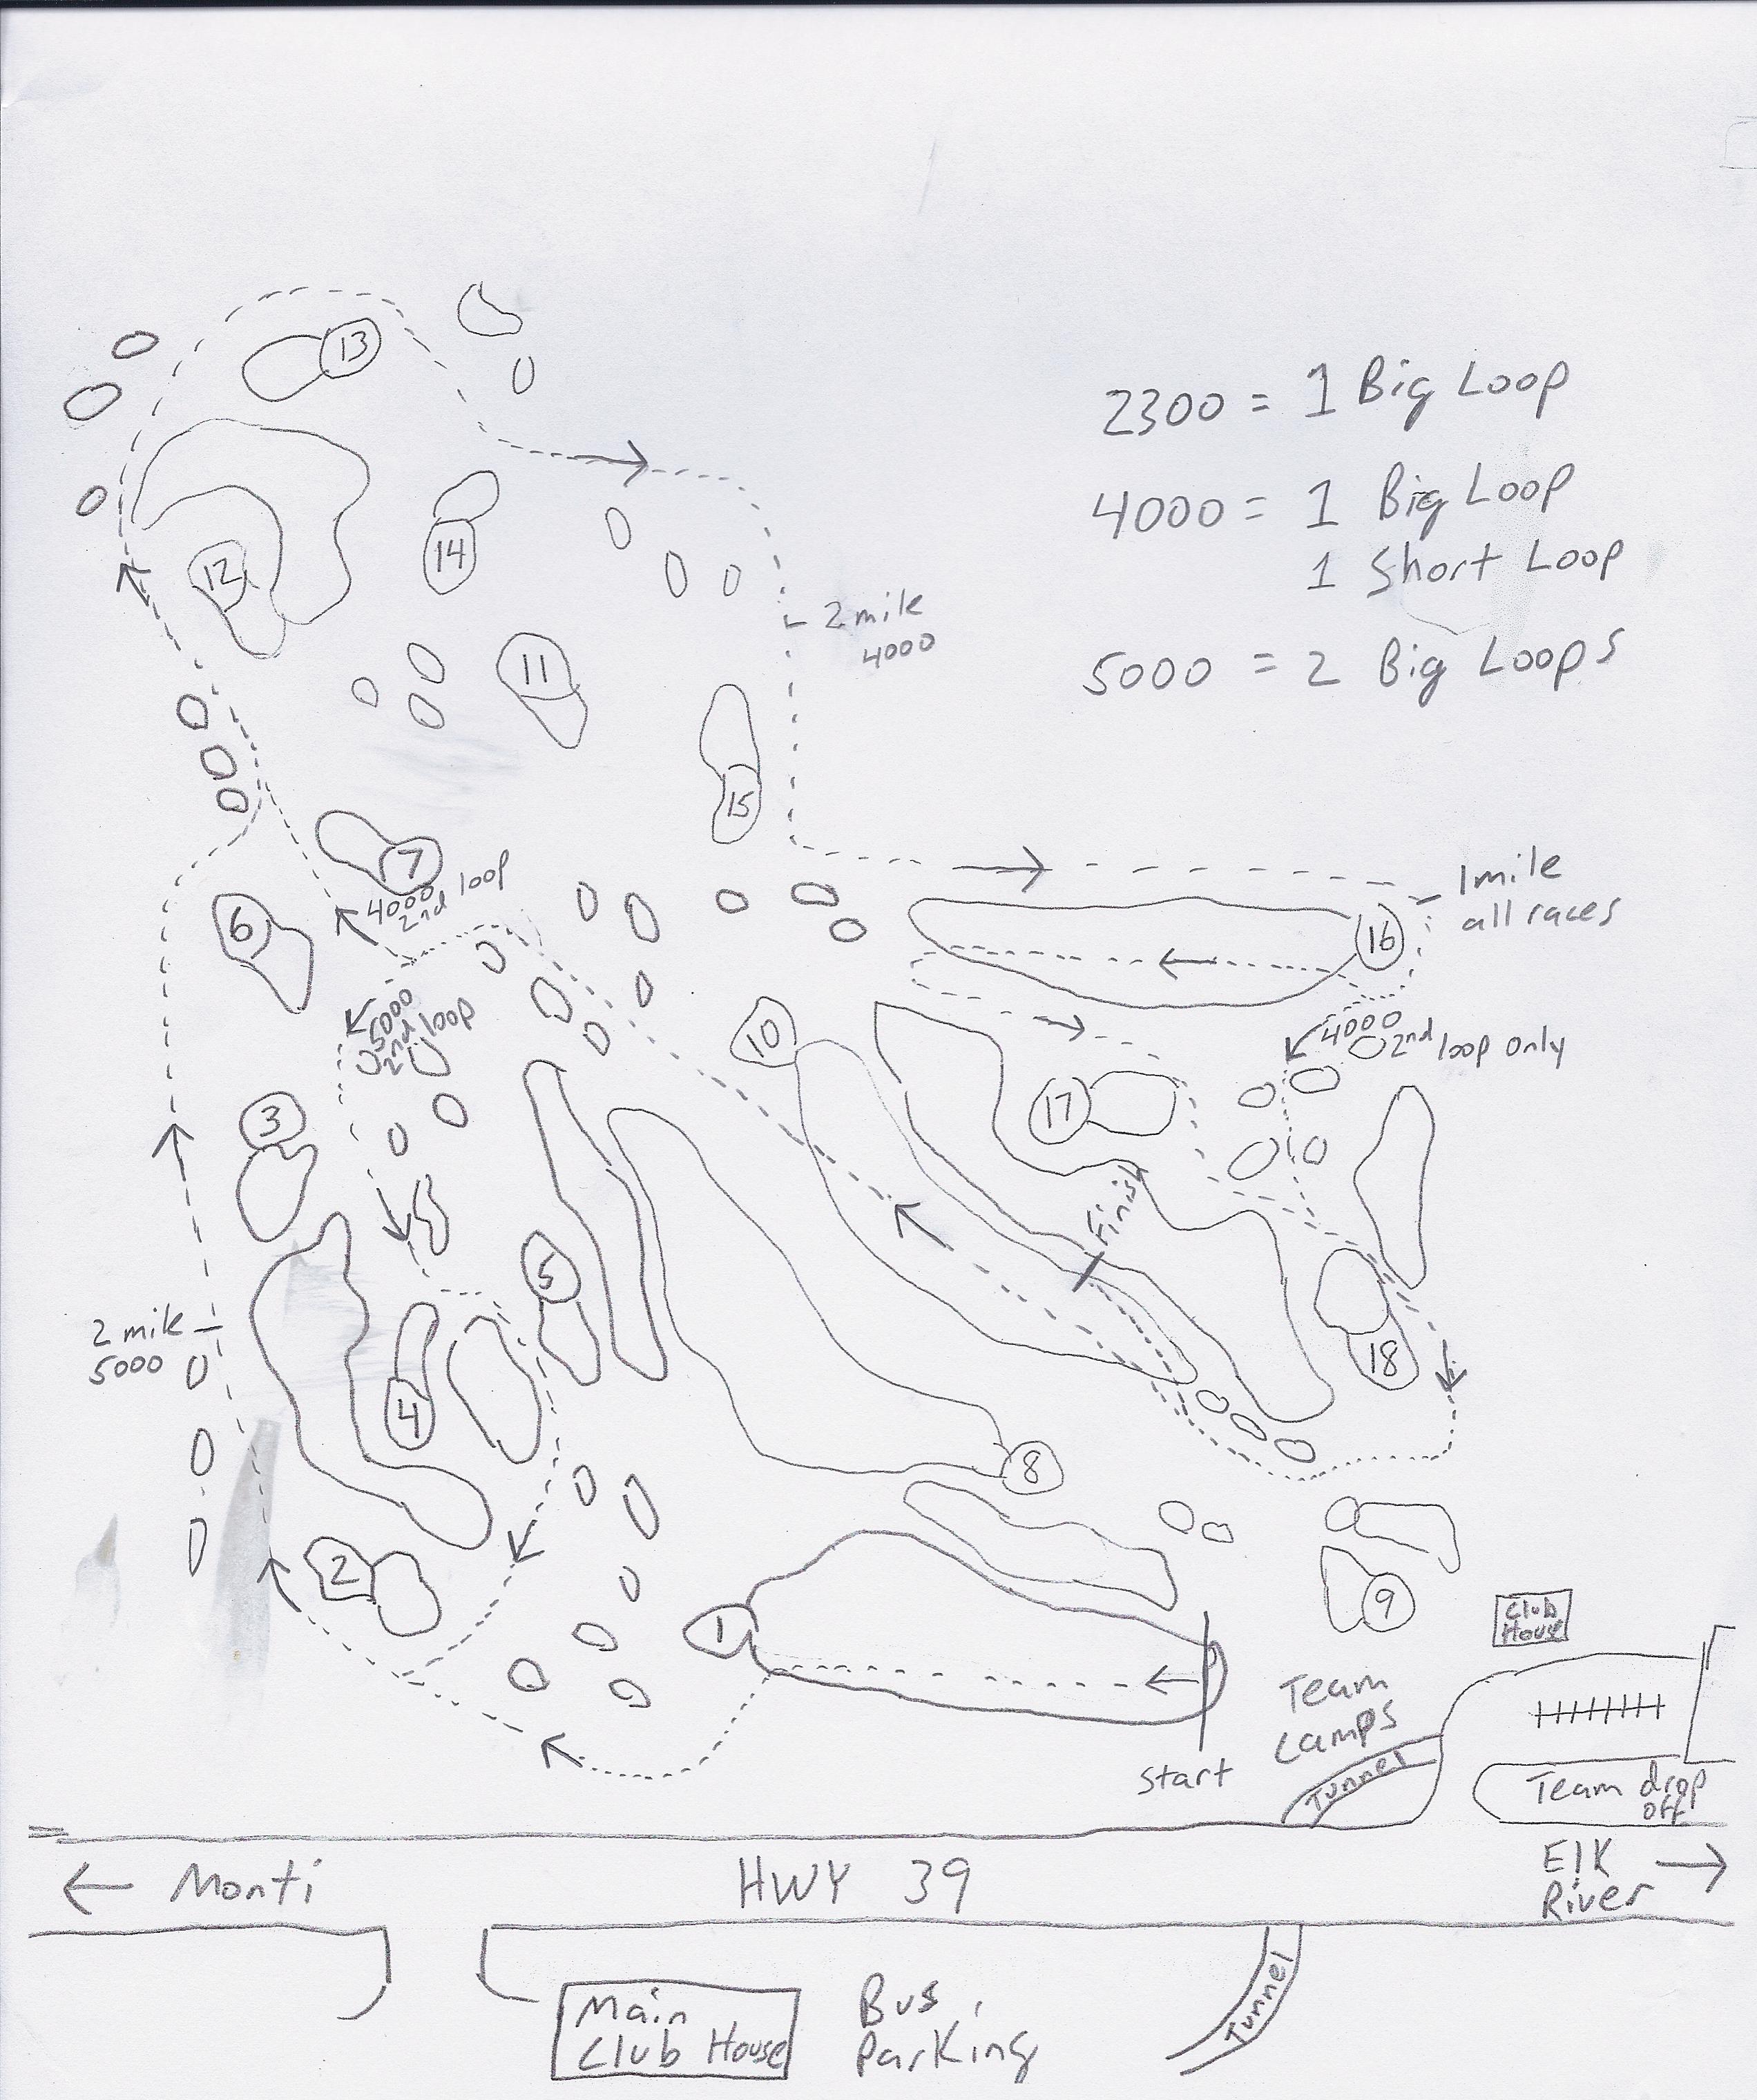 13
2300 = 1 Big Loop
4000 = 1 Big Loop
1 Short Loop
5000 = 2 Big Loops
12
14
2 mile
4000
11
15
7
4000
2nd loop
1 mile
all races
6
16
5000
2nd loop
10
4000
2nd loop only
3
17
Finish
5
2 mile
5000
4
18
8
2
9
1
Club
House
Team
Camps
Start
Tunnel
Team drop
off
← Monti
HWY 39
Elk →
River
Main
Club House
Bus
Parking
Tunnel